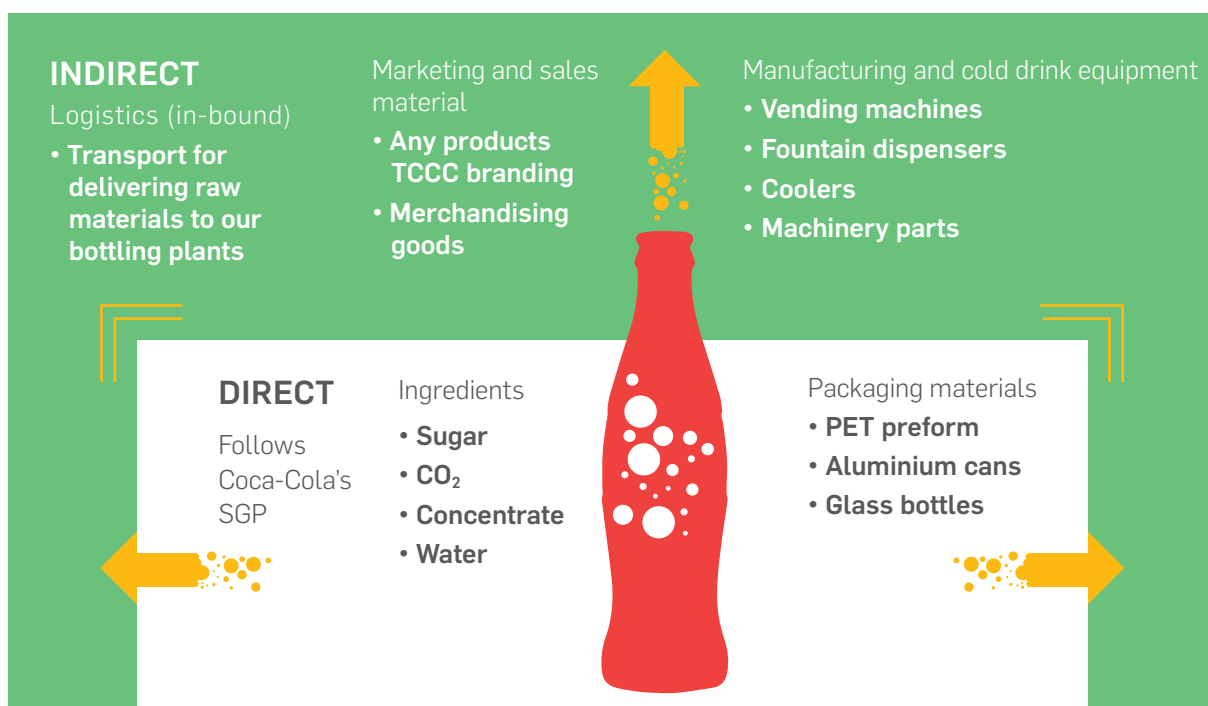 INDIRECT
Logistics (in-bound)
• Transport for
delivering raw
materials to our
bottling plants
Marketing and sales
material
• Any products
TCCC branding
• Merchandising
goods
Manufacturing and cold drink equipment
• Vending machines
• Fountain dispensers
• Coolers
• Machinery parts
DIRECT
Follows
Coca-Cola’s
SGP
Ingredients
• Sugar
• CO₂
• Concentrate
• Water
Packaging materials
• PET preform
• Aluminium cans
• Glass bottles